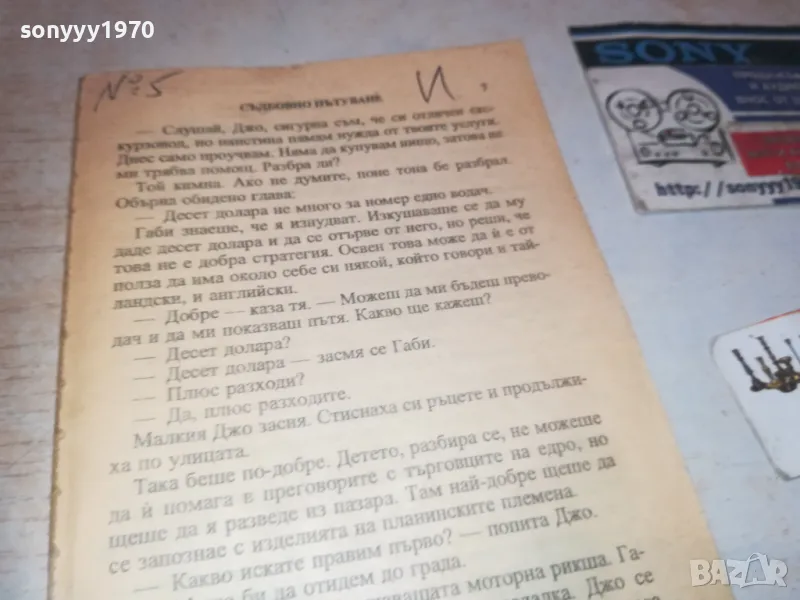 sonyyy1970
№5
И
СЪДБОВНО ПЪТУВАНЕ
7
— Слушай, Джо, сигурна съм, че си отличен екс-
курзовод, но наистина нямам нужда от твоите услуги.
Днес само проучвам. Няма да купувам нищо, затова не
ми трябва помощ. Разбра ли?
Той кимна. Ако не думите, поне тона бе разбрал.
Обърна обидено глава:
— Десет долара не много за номер едно водач.
Габи знаеше, че я изнудват. Изкушаваше се да му
даде десет долара и да се отърве от него, но реши, че
това не е добра стратегия. Освен това може да ѝ е от
полза да има около себе си някой, който говори и тай-
ландски, и английски.
— Добре — каза тя. — Можеш да ми бъдеш прево-
дач и да ми показваш пътя. Какво ще кажеш?
— Десет долара?
— Десет долара — засмя се Габи.
— Плюс разходи?
— Да, плюс разходите.
Малкия Джо засия. Стиснаха си ръцете и продължи-
ха по улицата.
Така беше по-добре. Детето, разбира се, не можеше
да ѝ помага в преговорите с търговците на едро, но
щеше да я разведе из пазара. Там най-добре щеше да
се запознае с изделията на планинските племена.
— Какво искате правим първо? — попита Джо.
би да отидем до града.
моторна рикша. Га-
Джо се
SONY
http://sonyyy19
BAZAR
bg